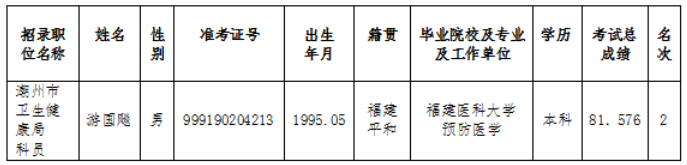 招录职位名称 姓名 性别 准考证号 出生年月 籍贯 毕业院校及专业及工作单位 学历 考试总成绩 名次
潮州市卫生健康局科员 游国飚 男 999190204213 1995.05 福建平和 福建医科大学预防医学 本科 81.576 2